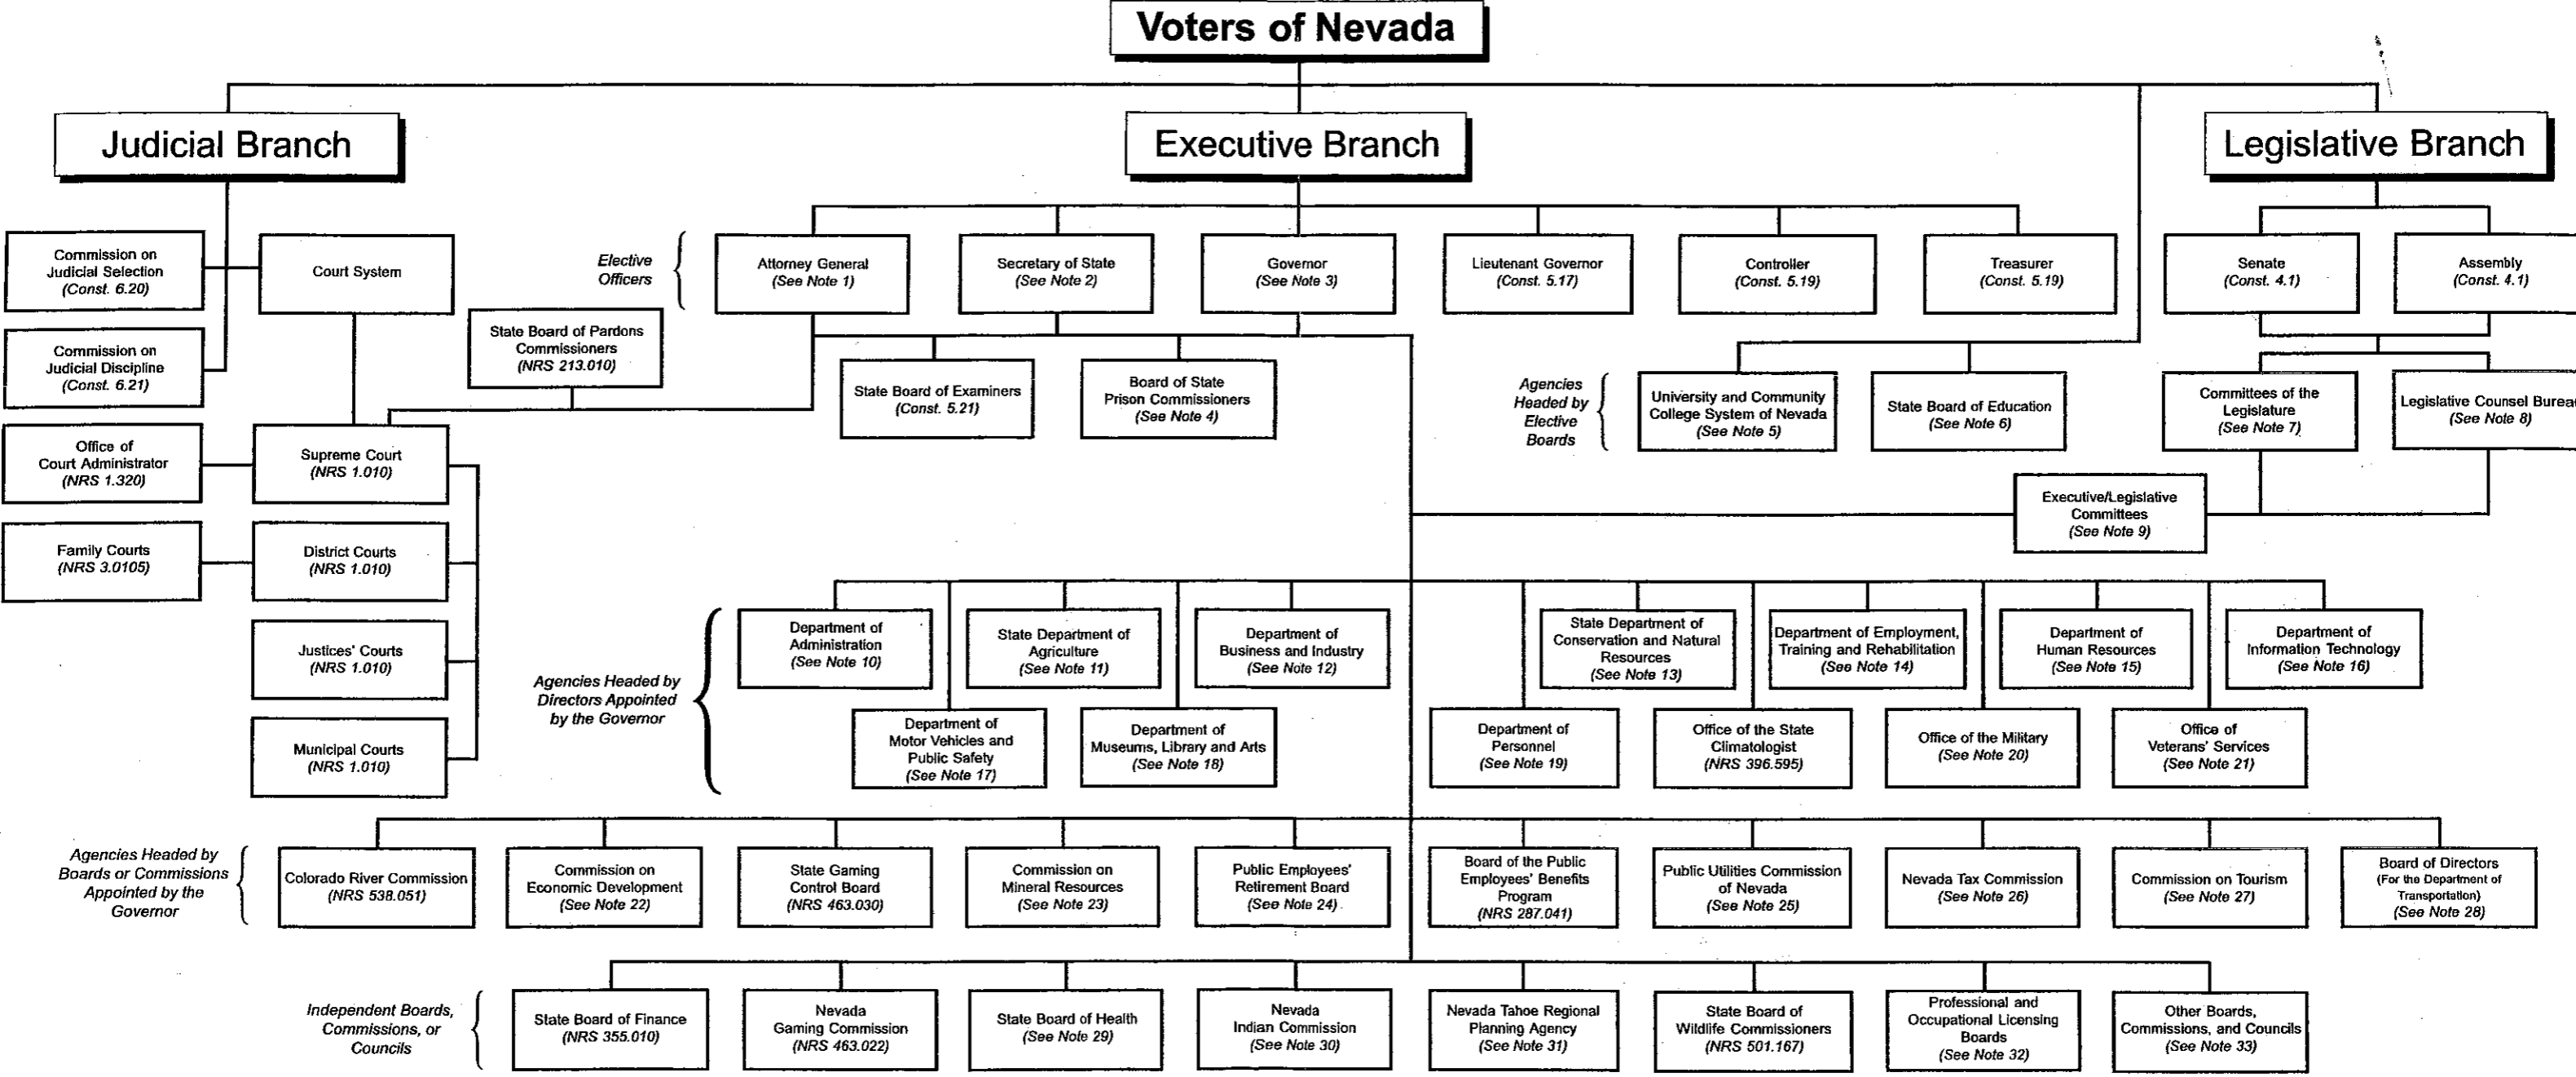 Voters of Nevada
Judicial Branch
Executive Branch
Legislative Branch
Commission on
Judicial Selection
(Const. 6.20)
Court System
Elective
Officers
Attorney General
(See Note 1)
Secretary of State
(See Note 2)
Governor
(See Note 3)
Lieutenant Governor
(Const. 5.17)
Controller
(Const. 5.19)
Treasurer
(Const. 5.19)
Senate
(Const. 4.1)
Assembly
(Const. 4.1)
Commission on
Judicial Discipline
(Const. 6.21)
State Board of Pardons
Commissioners
(NRS 213.010)
State Board of Examiners
(Const. 5.21)
Board of State
Prison Commissioners
(See Note 4)
Agencies
Headed by
Elective
Boards
University and Community
College System of Nevada
(See Note 5)
State Board of Education
(See Note 6)
Committees of the
Legislature
(See Note 7)
Legislative Counsel Burea
(See Note 8)
Office of
Court Administrator
(NRS 1.320)
Supreme Court
(NRS 1.010)
Executive/Legislative
Committees
(See Note 9)
Family Courts
(NRS 3.0105)
District Courts
(NRS 1.010)
Justices' Courts
(NRS 1.010)
Municipal Courts
(NRS 1.010)
Agencies Headed by
Directors Appointed
by the Governor
Department of
Administration
(See Note 10)
State Department of
Agriculture
(See Note 11)
Department of
Business and Industry
(See Note 12)
State Department of
Conservation and Natural
Resources
(See Note 13)
Department of Employment,
Training and Rehabilitation
(See Note 14)
Department of
Human Resources
(See Note 15)
Department of
Information Technology
(See Note 16)
Department of
Motor Vehicles and
Public Safety
(See Note 17)
Department of
Museums, Library and Arts
(See Note 18)
Department of
Personnel
(See Note 19)
Office of the State
Climatologist
(NRS 396.595)
Office of the Military
(See Note 20)
Office of
Veterans' Services
(See Note 21)
Agencies Headed by
Boards or Commissions
Appointed by the
Governor
Colorado River Commission
(NRS 538.051)
Commission on
Economic Development
(See Note 22)
State Gaming
Control Board
(NRS 463.030)
Commission on
Mineral Resources
(See Note 23)
Public Employees'
Retirement Board
(See Note 24)
Board of the Public
Employees' Benefits
Program
(NRS 287.041)
Public Utilities Commission
of Nevada
(See Note 25)
Nevada Tax Commission
(See Note 26)
Commission on Tourism
(See Note 27)
Board of Directors
(For the Department of
Transportation)
(See Note 28)
Independent Boards,
Commissions, or
Councils
State Board of Finance
(NRS 355.010)
Nevada
Gaming Commission
(NRS 463.022)
State Board of Health
(See Note 29)
Nevada
Indian Commission
(See Note 30)
Nevada Tahoe Regional
Planning Agency
(See Note 31)
State Board of
Wildlife Commissioners
(NRS 501.167)
Professional and
Occupational Licensing
Boards
(See Note 32)
Other Boards,
Commissions, and Councils
(See Note 33)